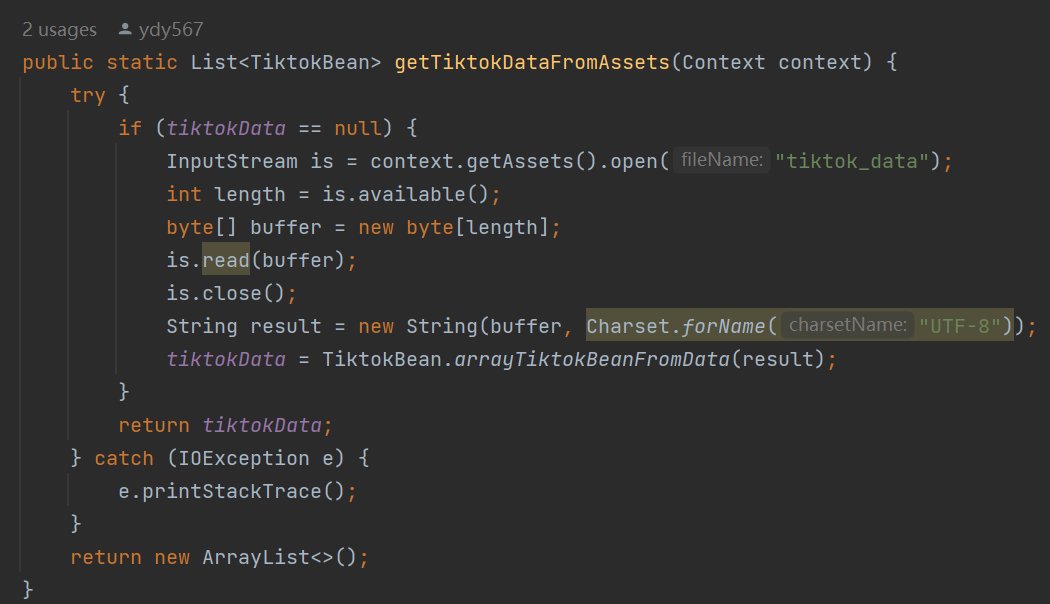 2 usages ydy567
public static List<TiktokBean> getTiktokDataFromAssets(Context context) {
try {
if (tiktokData == null) {
InputStream is = context.getAssets().open( fileName: "tiktok_data");
int length = is.available();
byte[] buffer = new byte[length];
is.read(buffer);
is.close();
String result = new String(buffer, Charset.forName( charsetName: "UTF-8"));
tiktokData = TiktokBean.arrayTiktokBeanFromData(result);
}
return tiktokData;
} catch (IOException e) {
e.printStackTrace();
}
return new ArrayList<>();
}